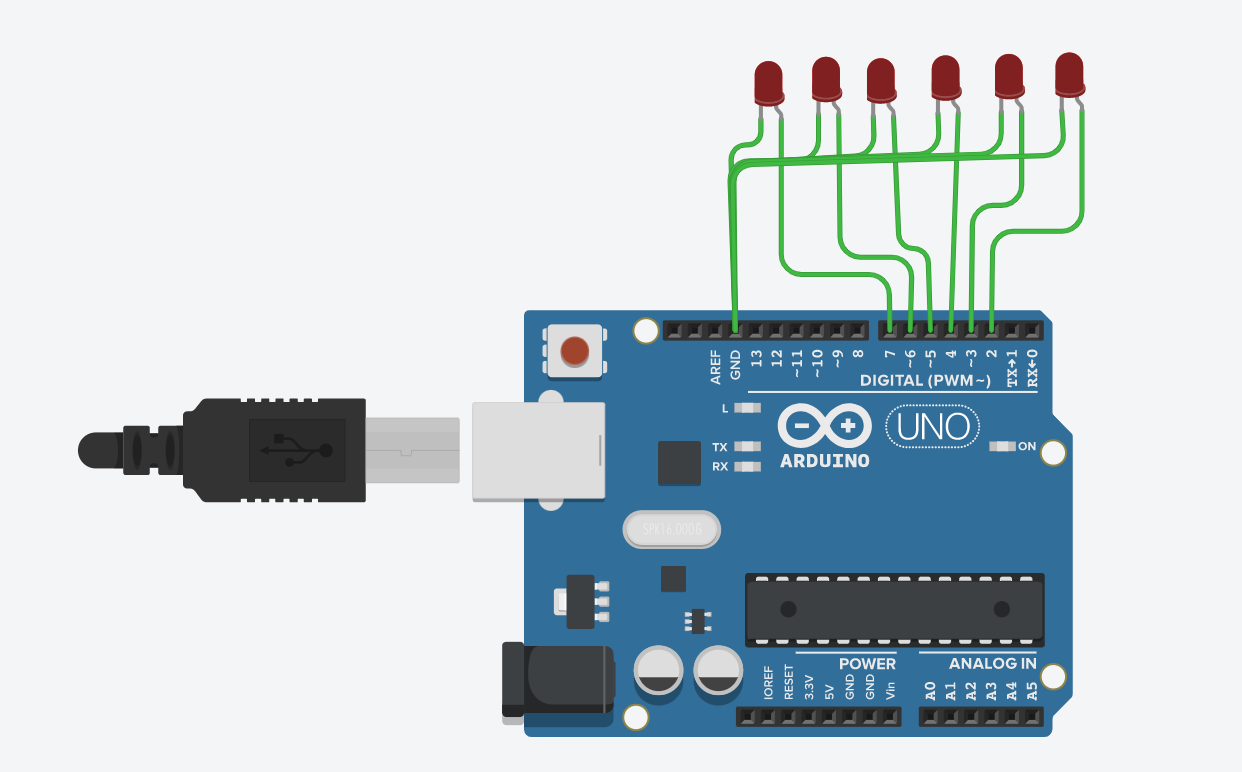 AREF
GND
13
12
~11
~10
~9
8
7
~6
~5
4
~3
2
TX→1
RX←0
DIGITAL (PWM~)
L
TX
RX
UNO
ON
ARDUINO
SPK16.000G
POWER
ANALOG IN
IOREF
RESET
3.3V
5V
GND
GND
Vin
A0
A1
A2
A3
A4
A5